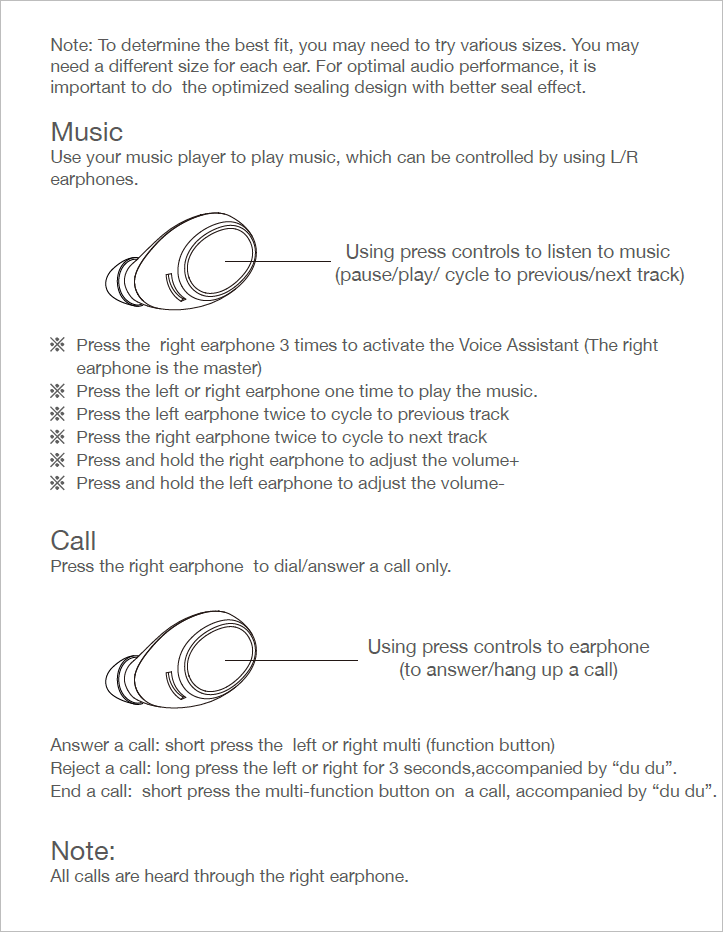 Note: To determine the best fit, you may need to try various sizes. You may
need a different size for each ear. For optimal audio performance, it is
important to do  the optimized sealing design with better seal effect.
Music
Use your music player to play music, which can be controlled by using L/R
earphones.
Using press controls to listen to music
(pause/play/ cycle to previous/next track)
※ Press the  right earphone 3 times to activate the Voice Assistant (The right
earphone is the master)
※ Press the left or right earphone one time to play the music.
※ Press the left earphone twice to cycle to previous track
※ Press the right earphone twice to cycle to next track
※ Press and hold the right earphone to adjust the volume+
※ Press and hold the left earphone to adjust the volume-
Call
Press the right earphone  to dial/answer a call only.
Using press controls to earphone
(to answer/hang up a call)
Answer a call: short press the  left or right multi (function button)
Reject a call: long press the left or right for 3 seconds,accompanied by “du du”.
End a call:  short press the multi-function button on  a call, accompanied by “du du”.
Note:
All calls are heard through the right earphone.